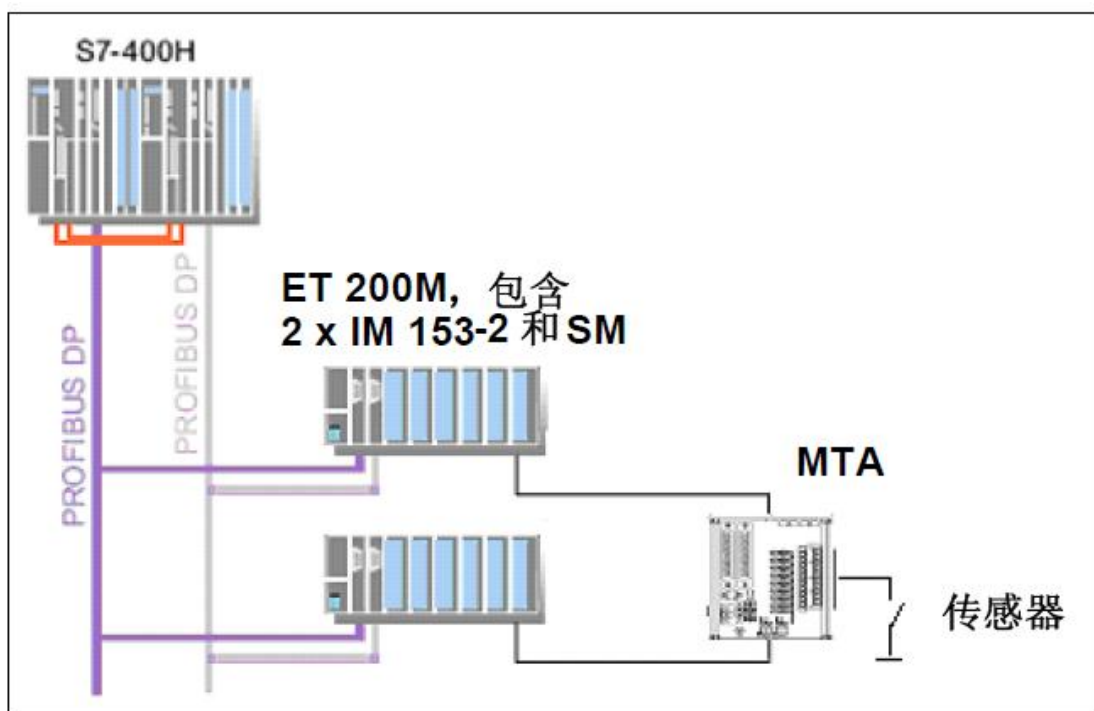 S7-400H
PROFIBUS DP
PROFIBUS DP
ET 200M, 包含
2 x IM 153-2 和 SM
MTA
传感器